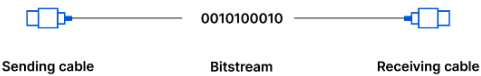 0010100010
Sending cable Bitstream Receiving cable